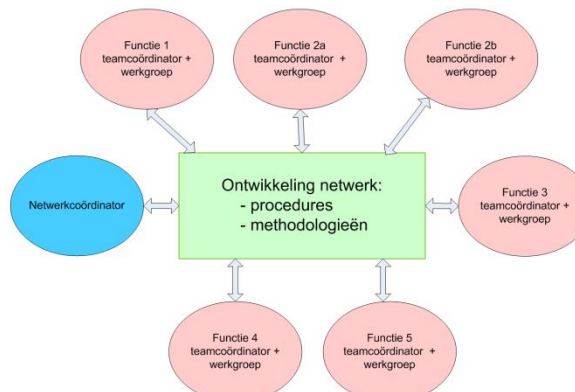 Functie 1
teamcoördinator +
werkgroep
Functie 2a
teamcoördinator +
werkgroep
Functie 2b
teamcoördinator +
werkgroep
Netwerkcoördinator
Ontwikkeling netwerk:
- procedures
- methodologieën
Functie 3
teamcoördinator +
werkgroep
Functie 4
teamcoördinator +
werkgroep
Functie 5
teamcoördinator +
werkgroep